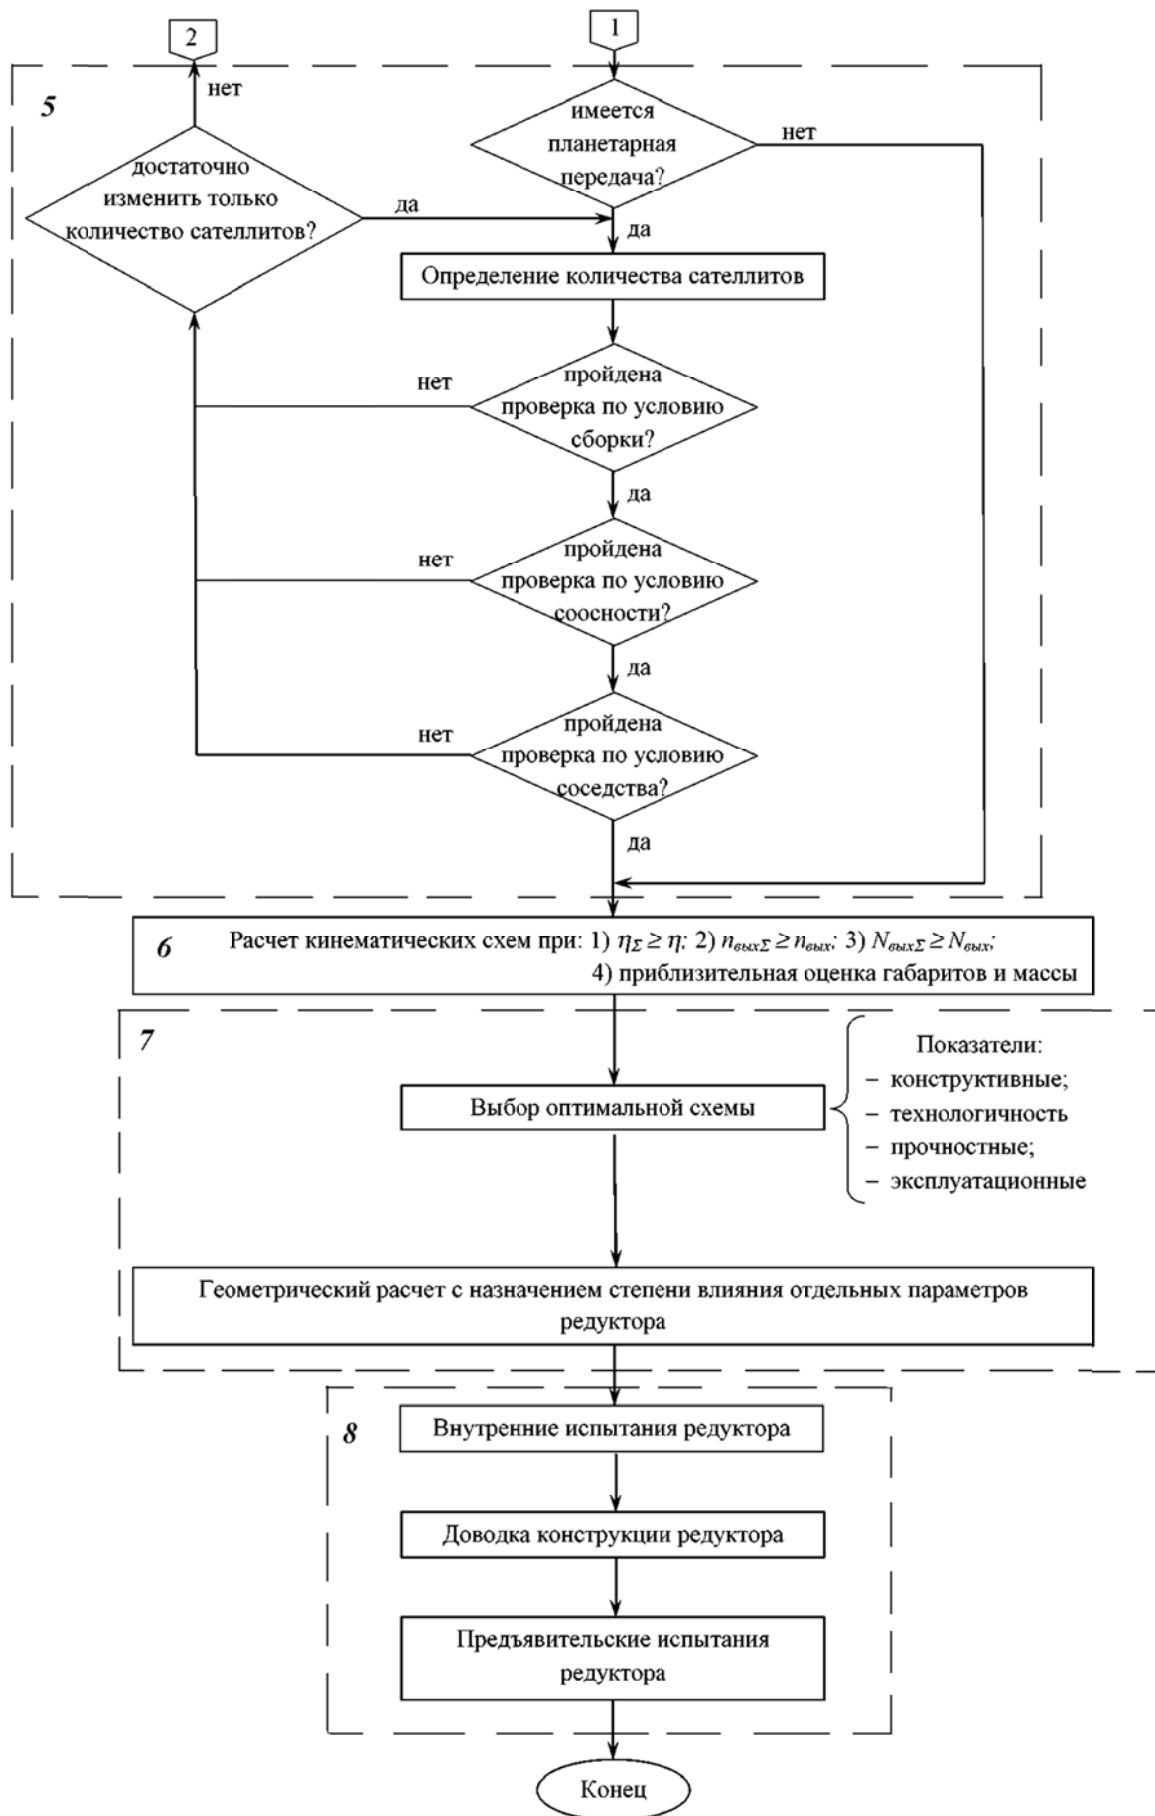 2
1
нет
5
имеется
планетарная
передача?
нет
достаточно
изменить только
количество сателлитов?
да
да
Определение количества сателлитов
нет
пройдена
проверка по условию
сборки?
да
нет
пройдена
проверка по условию
соосности?
да
нет
пройдена
проверка по условию
соседства?
да
6
Расчет кинематических схем при: 1) ηΣ ≥ η; 2) nвыхΣ ≥ nвых; 3) NвыхΣ ≥ Nвых;
4) приблизительная оценка габаритов и массы
7
Показатели:
– конструктивные;
– технологичность
– прочностные;
– эксплуатационные
Выбор оптимальной схемы
Геометрический расчет с назначением степени влияния отдельных параметров
редуктора
8
Внутренние испытания редуктора
Доводка конструкции редуктора
Предъявительские испытания
редуктора
Конец